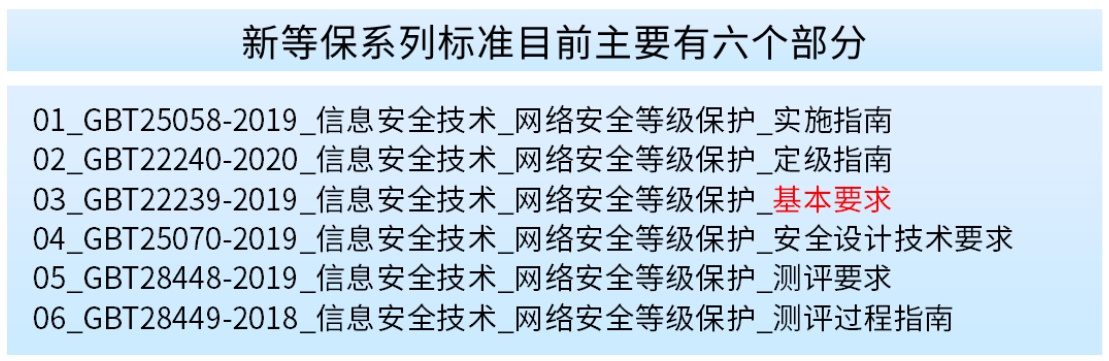 新等保系列标准目前主要有六个部分
01_GBT25058-2019_信息安全技术_网络安全等级保护_实施指南
02_GBT22240-2020_信息安全技术_网络安全等级保护_定级指南
03_GBT22239-2019_信息安全技术_网络安全等级保护_基本要求
04_GBT25070-2019_信息安全技术_网络安全等级保护_安全设计技术要求
05_GBT28448-2019_信息安全技术_网络安全等级保护_测评要求
06_GBT28449-2018_信息安全技术_网络安全等级保护_测评过程指南